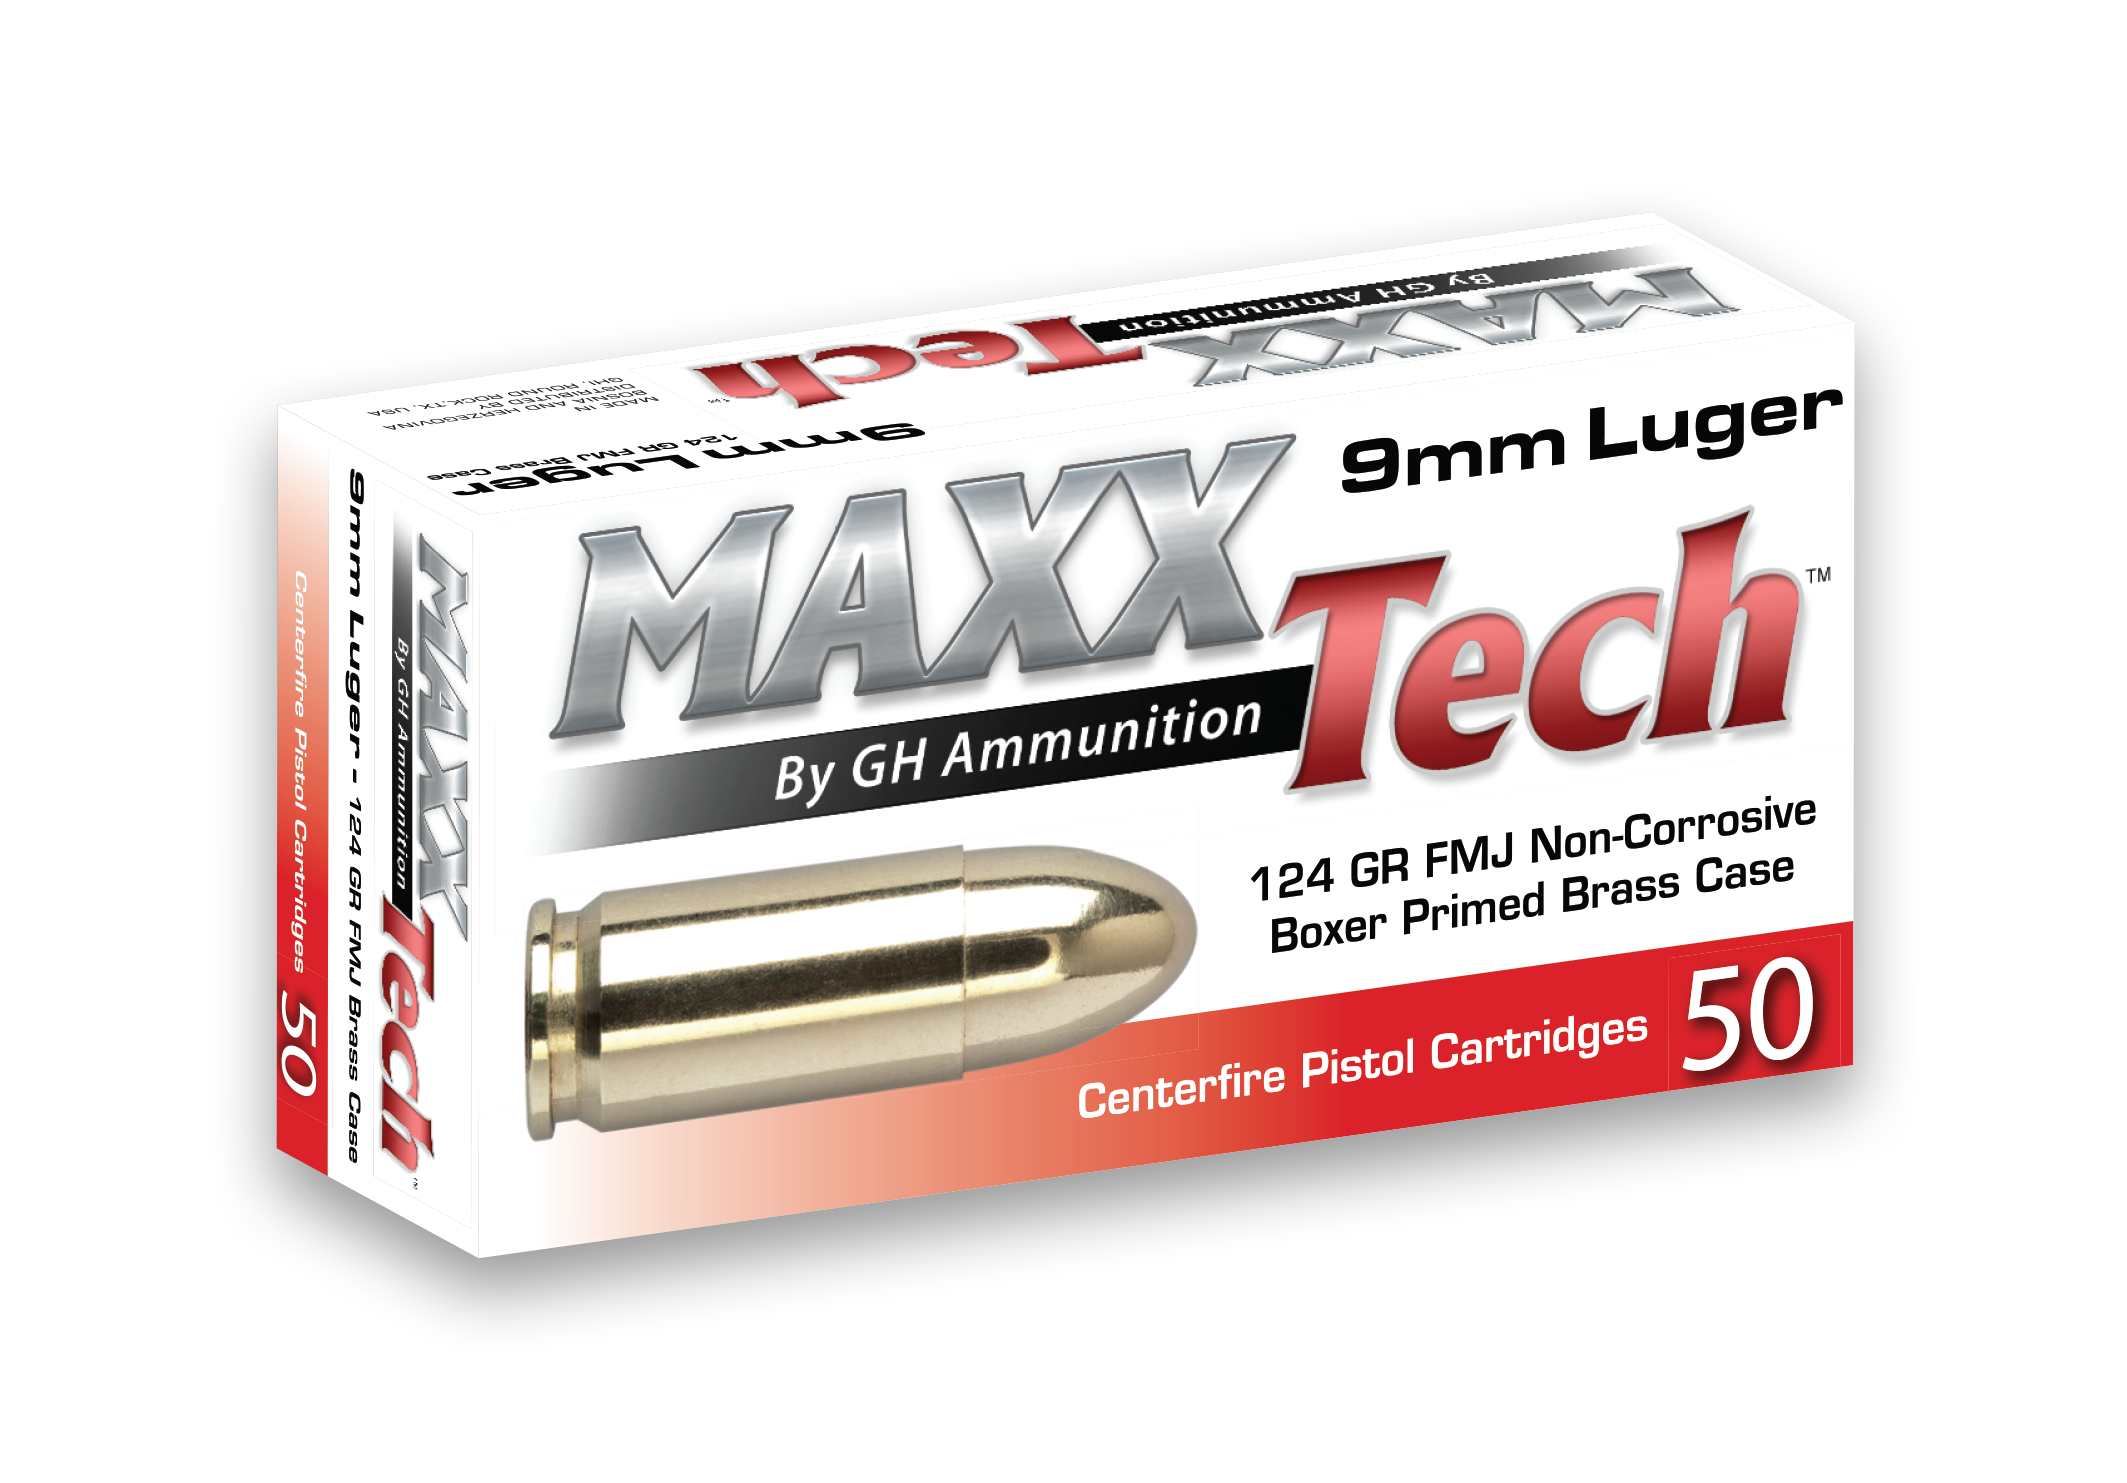 By GH Ammunition
MAXX
Tech
MADE IN
BOSNIA AND HERZEGOVINA
DISTRIBUTED BY
GHI, ROUND ROCK,TX, USA
9mm Luger
124 GR FMJ Brass Case
9mm Luger
MAXX
Tech™
By GH Ammunition
124 GR FMJ Non-Corrosive
Boxer Primed Brass Case
Centerfire Pistol Cartridges 50
MAXX
Tech
By GH Ammunition
9mm Luger - 124 GR FMJ Brass Case
Centerfire Pistol Cartridges 50